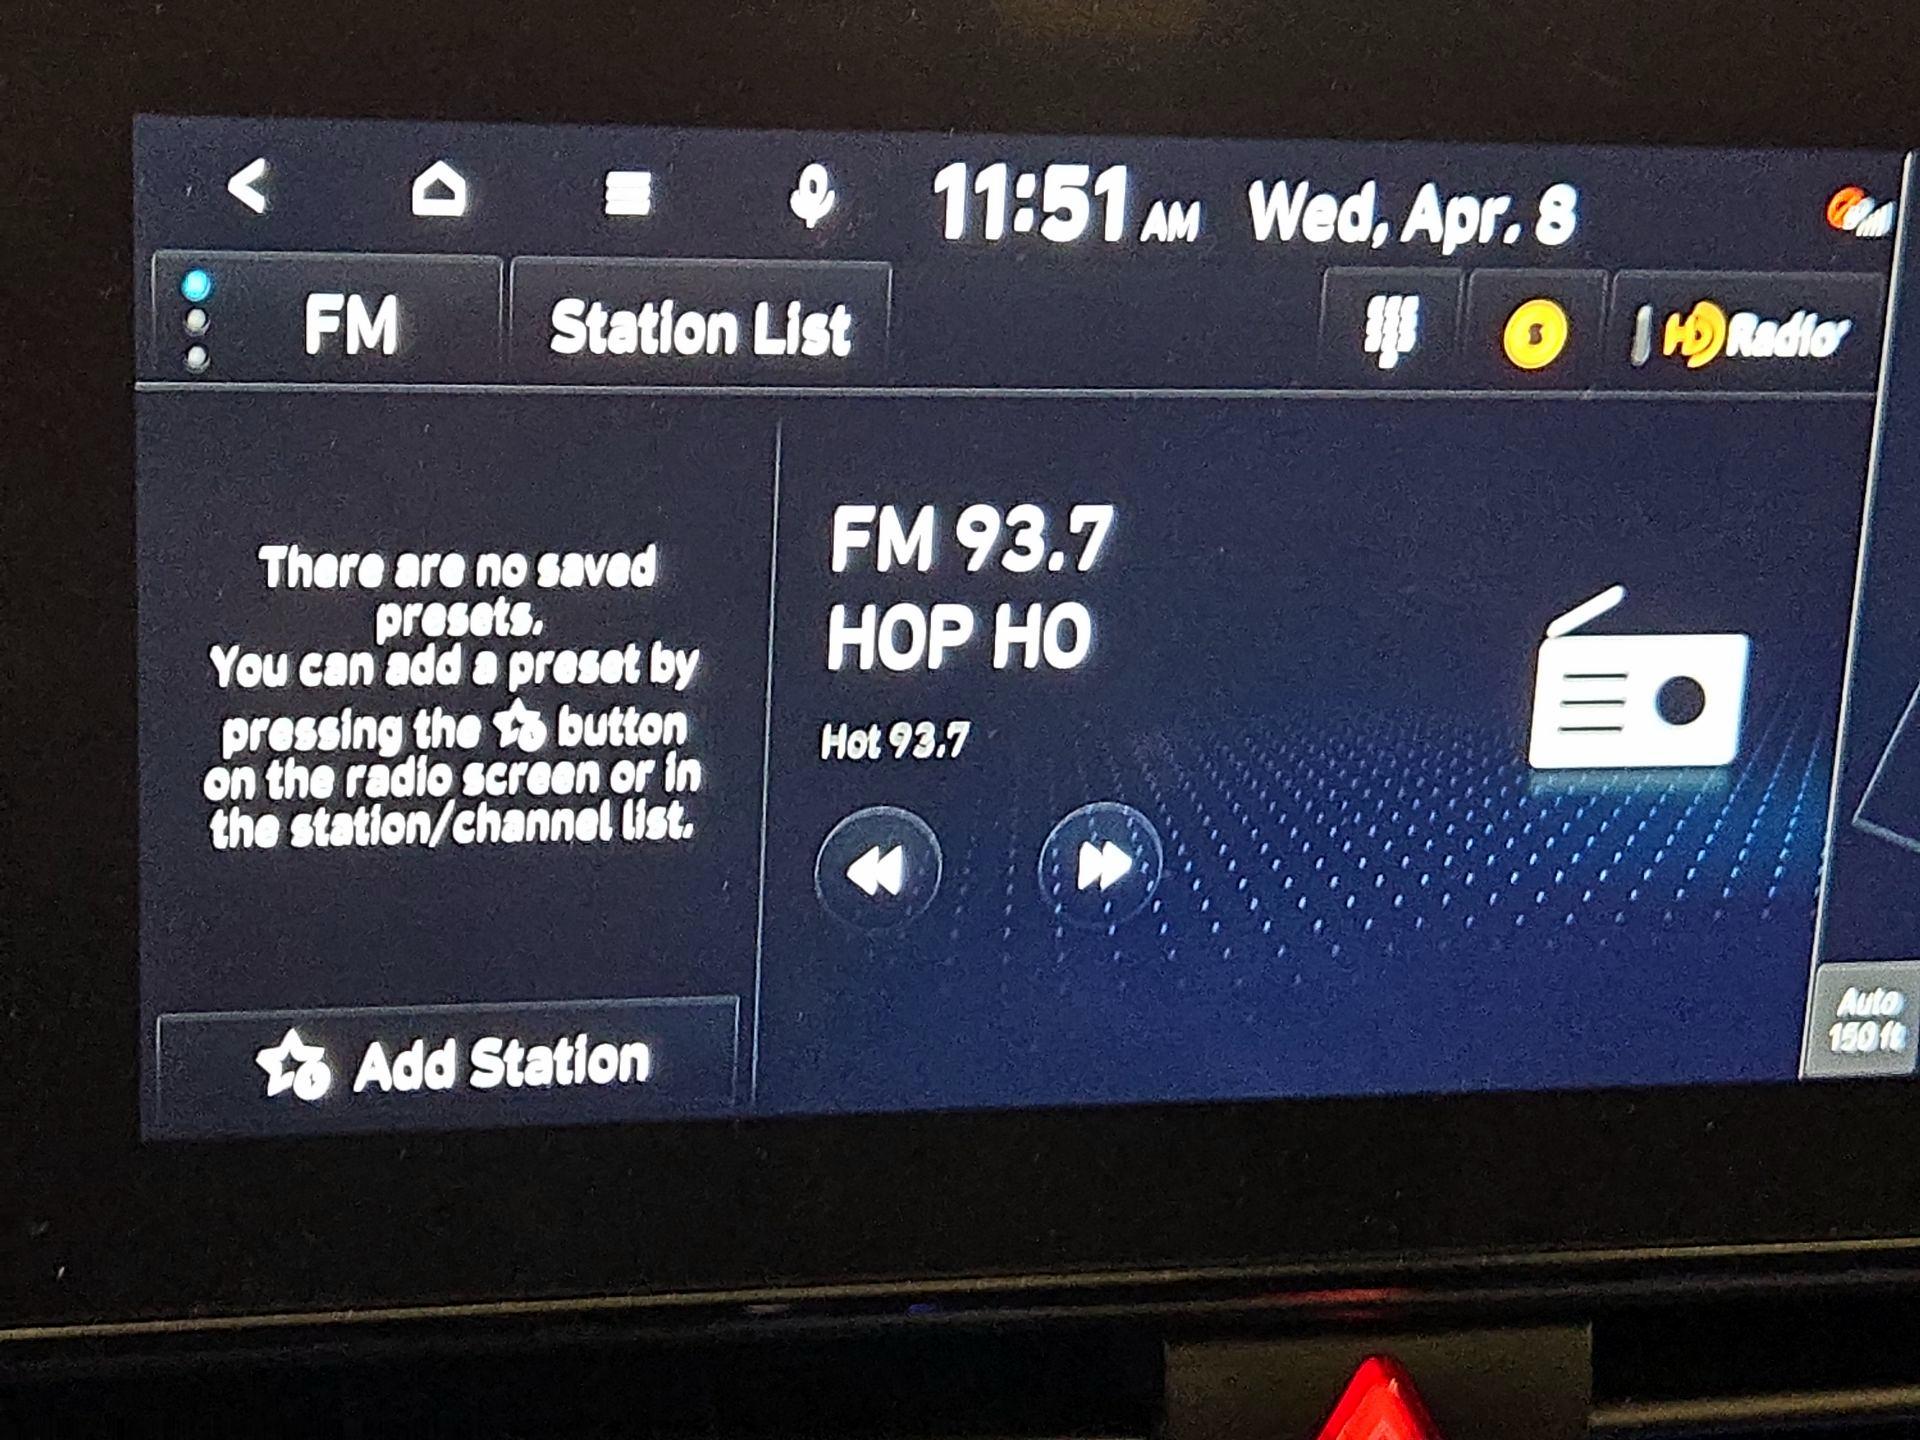 11:51 AM Wed, Apr. 8
FM
Station List
HD Radio
There are no saved
presets.
You can add a preset by
pressing the button
on the radio screen or in
the station/channel list.
Add Station
FM 93.7
HOP HO
Hot 93.7
Auto
150 ft